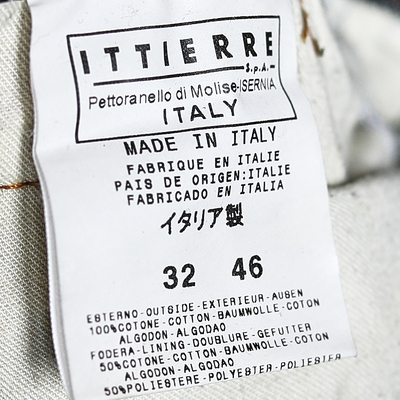 ITTIERRE
S.p.A.
Pettoranello di Molise-ISERNIA
ITALY
MADE IN ITALY
FABRIQUE EN ITALIE
PAIS DE ORIGEN:ITALIE
FABRICADO EN ITALIA
イタリア製
32 46
ESTERNO-OUTSIDE-EXTERIEUR-AUSEN
100%COTONE-COTTON-BAUMWOLLE-COTON
ALGODON-ALGODAO
FODERA-LINING-DOUBLURE-GEFUTTER
50%COTONE-COTTON-BAUMWOLLE-COTON
ALGODON-ALGODAO
50%POLIESTERE-POLYESTER-POLIESTER